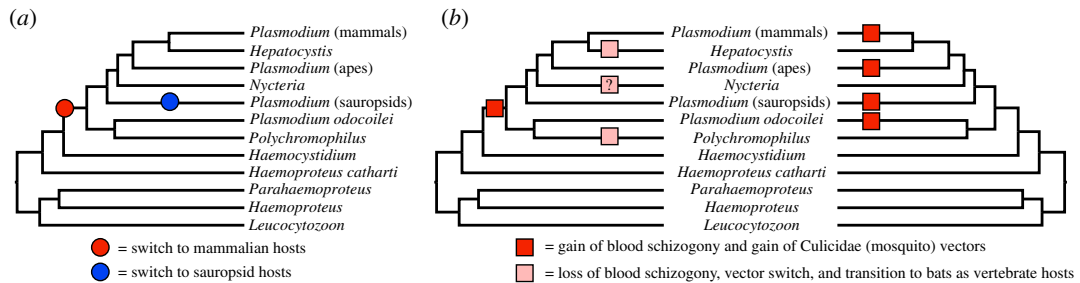 (a)
Plasmodium (mammals)
Hepatocystis
Plasmodium (apes)
Nycteria
Plasmodium (sauropsids)
Plasmodium odocoilei
Polychromophilus
Haemocystidium
Haemoproteus catharti
Parahaemoproteus
Haemoproteus
Leucocytozoon
= switch to mammalian hosts
= switch to sauropsid hosts
(b)
Plasmodium (mammals)
Hepatocystis
Plasmodium (apes)
? Nycteria
Plasmodium (sauropsids)
Plasmodium odocoilei
Polychromophilus
Haemocystidium
Haemoproteus catharti
Parahaemoproteus
Haemoproteus
Leucocytozoon
= gain of blood schizogony and gain of Culicidae (mosquito) vectors
= loss of blood schizogony, vector switch, and transition to bats as vertebrate hosts